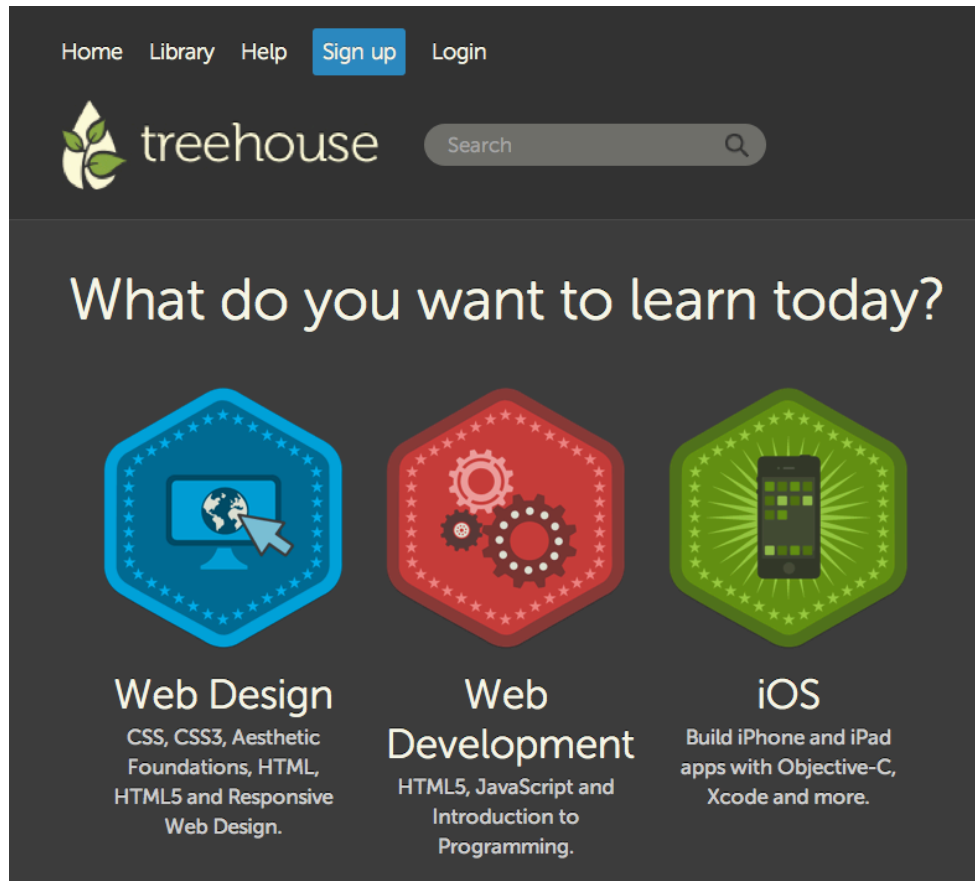 Home Library Help Sign up Login
treehouse Search
What do you want to learn today?
Web Design
CSS, CSS3, Aesthetic
Foundations, HTML,
HTML5 and Responsive
Web Design.
Web
Development
HTML5, JavaScript and
Introduction to
Programming.
iOS
Build iPhone and iPad
apps with Objective-C,
Xcode and more.